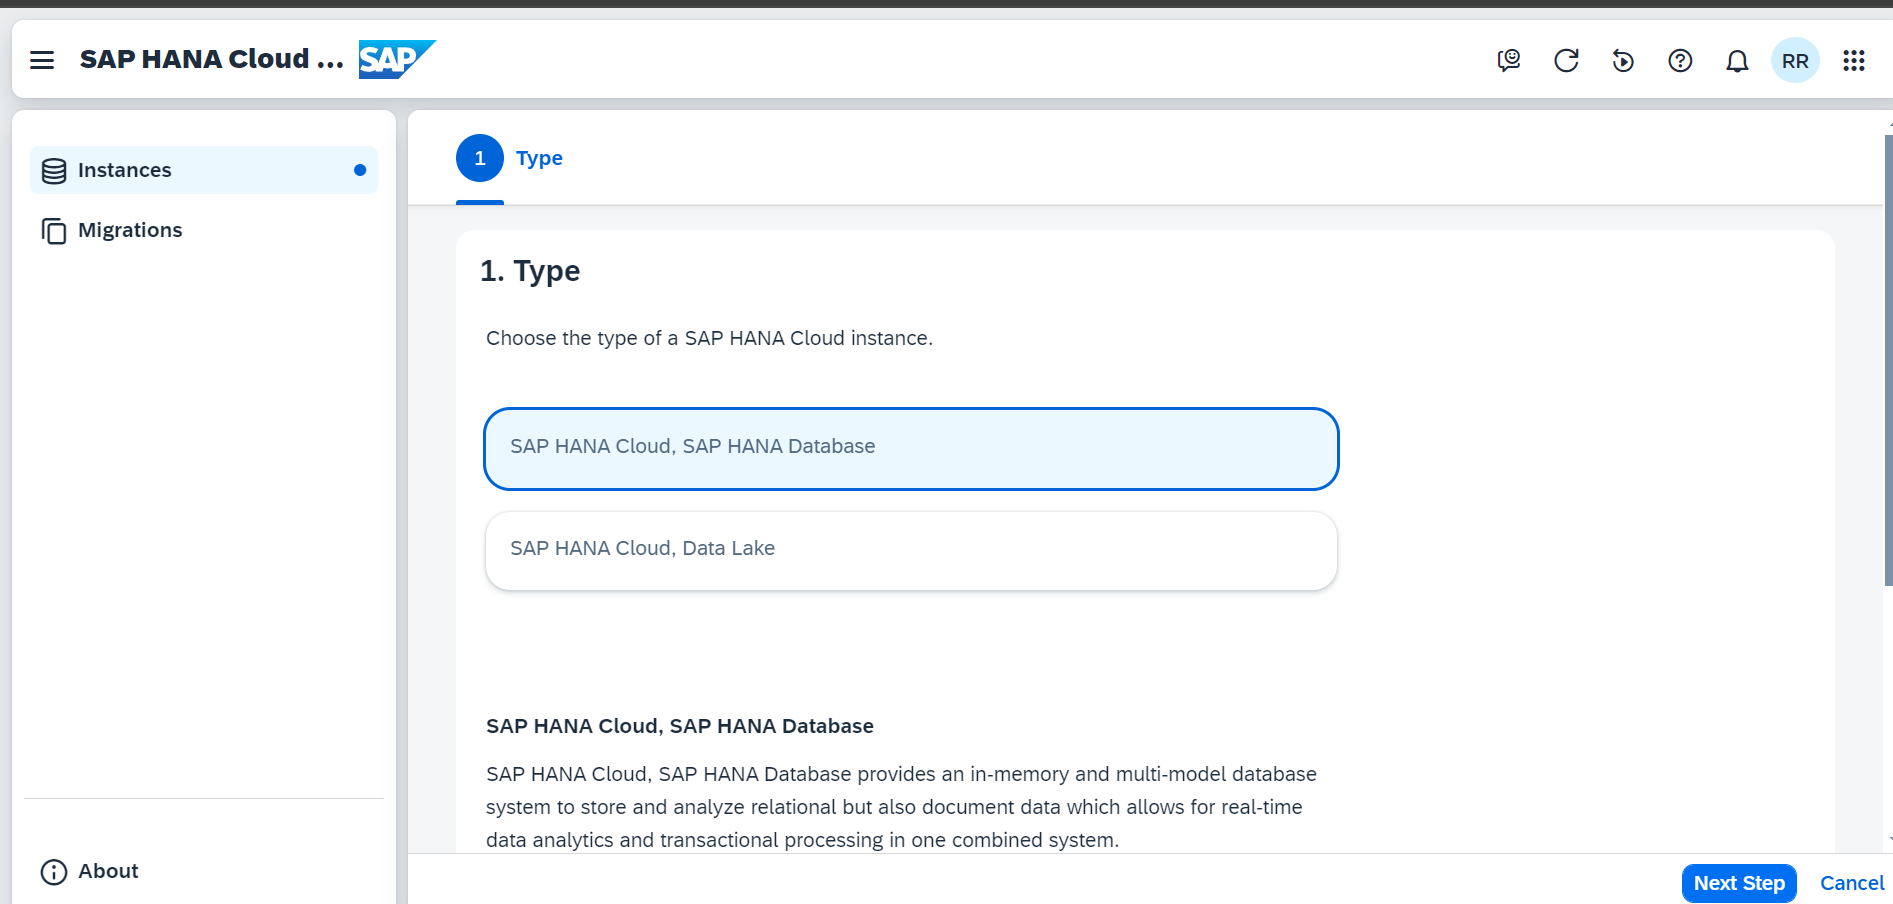 SAP HANA Cloud ...
SAP
RR
Instances
Migrations
About
1 Type
1. Type
Choose the type of a SAP HANA Cloud instance.
SAP HANA Cloud, SAP HANA Database
SAP HANA Cloud, Data Lake
SAP HANA Cloud, SAP HANA Database
SAP HANA Cloud, SAP HANA Database provides an in-memory and multi-model database
system to store and analyze relational but also document data which allows for real-time
data analytics and transactional processing in one combined system.
Next Step
Cancel